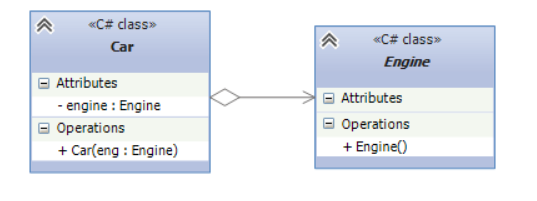 «C# class»
Car
Attributes
- engine : Engine
Operations
+ Car(eng : Engine)
«C# class»
Engine
Attributes
Operations
+ Engine()